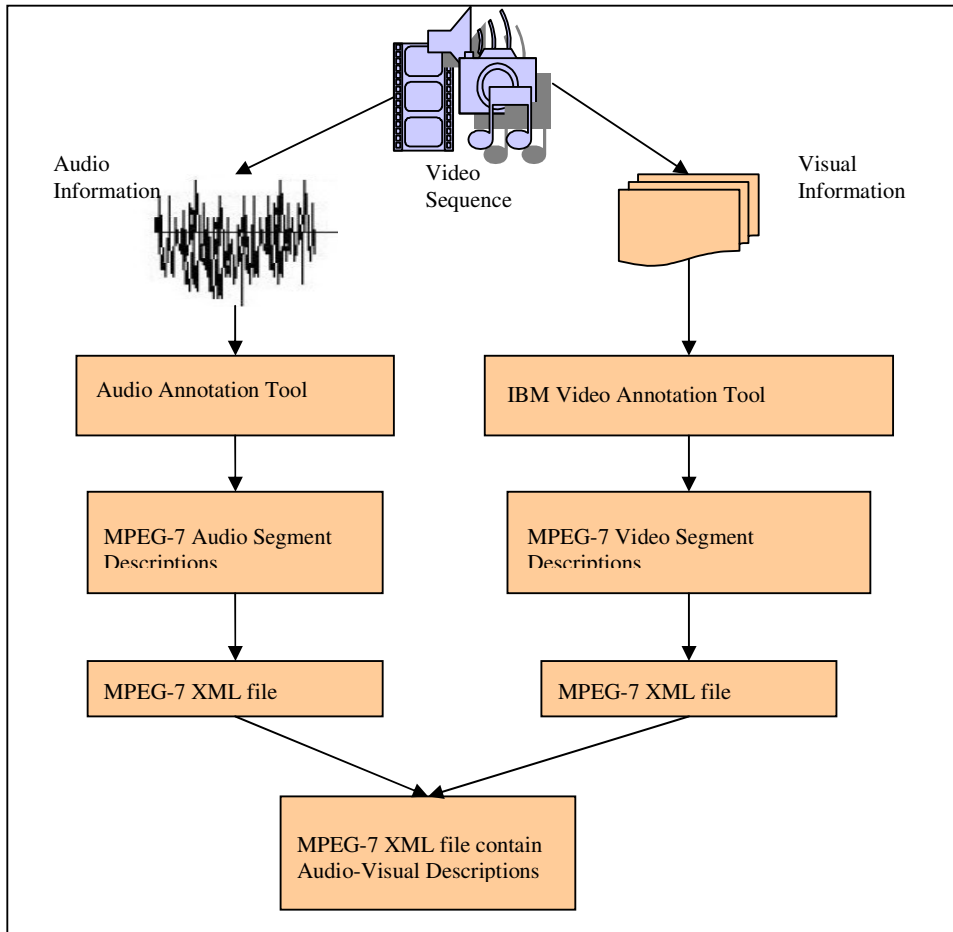 Audio
Information
Video
Sequence
Visual
Information
Audio Annotation Tool
IBM Video Annotation Tool
MPEG-7 Audio Segment
Descriptions
MPEG-7 Video Segment
Descriptions
MPEG-7 XML file
MPEG-7 XML file
MPEG-7 XML file contain
Audio-Visual Descriptions